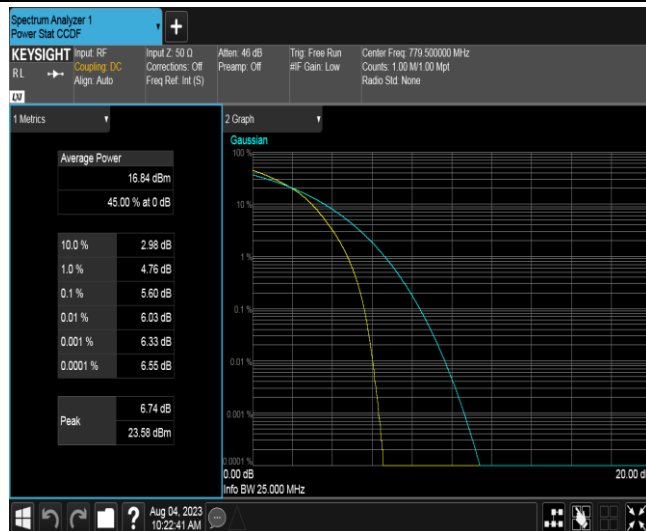 Spectrum Analyzer 1
Power Stat CCDF
+
KEYSIGHT
RL
Input: RF
Coupling: DC
Align: Auto
Input Z: 50 Ω
Corrections: Off
Freq Ref: Int (S)
Atten: 46 dB
Preamp: Off
Trig: Free Run
#IF Gain: Low
Center Freq: 779.500000 MHz
Counts: 1.00 M/1.00 Mpt
Radio Std: None
1 Metrics
Average Power
16.84 dBm
45.00 % at 0 dB
10.0 % 2.98 dB
1.0 % 4.76 dB
0.1 % 5.60 dB
0.01 % 6.03 dB
0.001 % 6.33 dB
0.0001 % 6.55 dB
Peak
6.74 dB
23.58 dBm
2 Graph
Gaussian
100 %
10 %
1 %
0.1 %
0.01 %
0.001 %
0.0001 %
0.00 dB
20.00 d
Info BW 25.000 MHz
?
Aug 04, 2023
10:22:41 AM